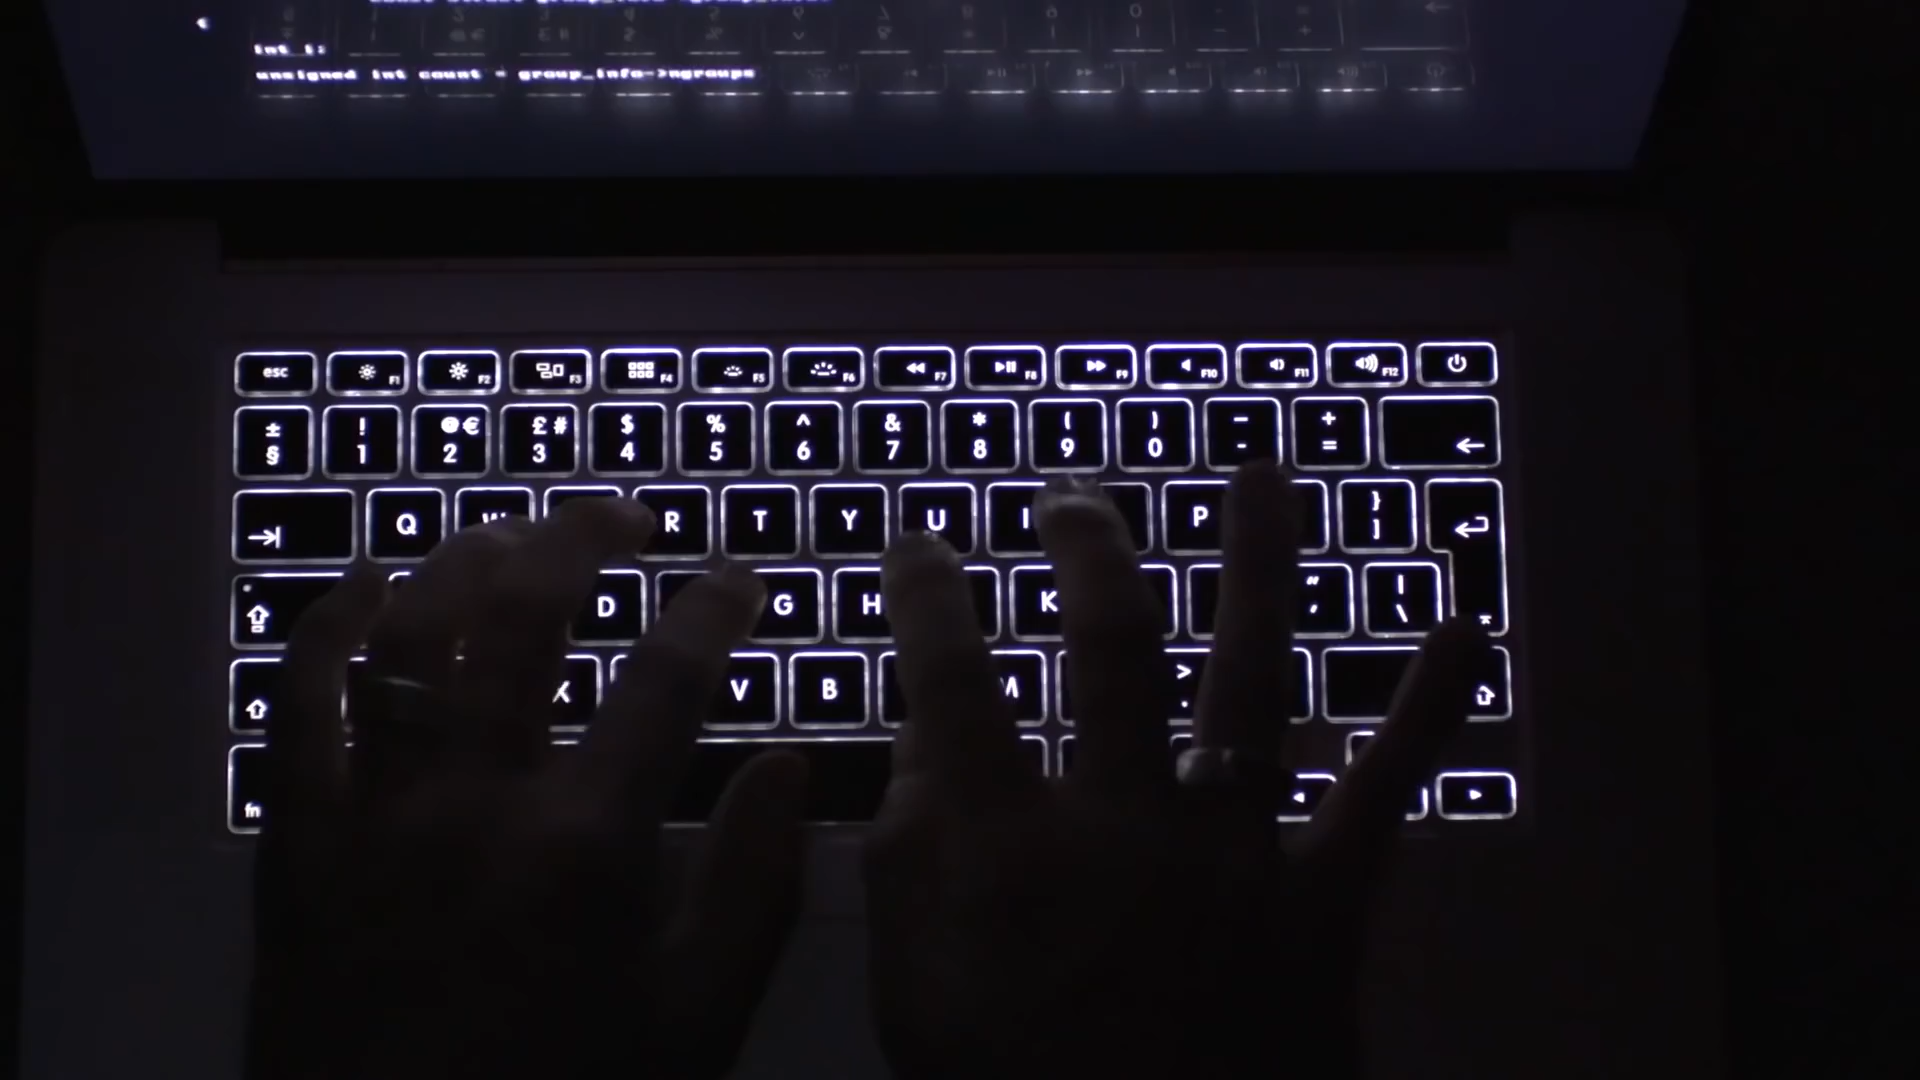 int i;
unsigned int count = group_info->ngroups
esc F1 F2 F3 F4 F5 F6 F7 F8 F9 F10 F11 F12
± ! @ € £ # $ % ^ & * ( ) _ +
§ 1 2 3 4 5 6 7 8 9 0 - = ←
Q W R T Y U I P } ]
D G H K “ ‘ | \
X V B M > .
fn